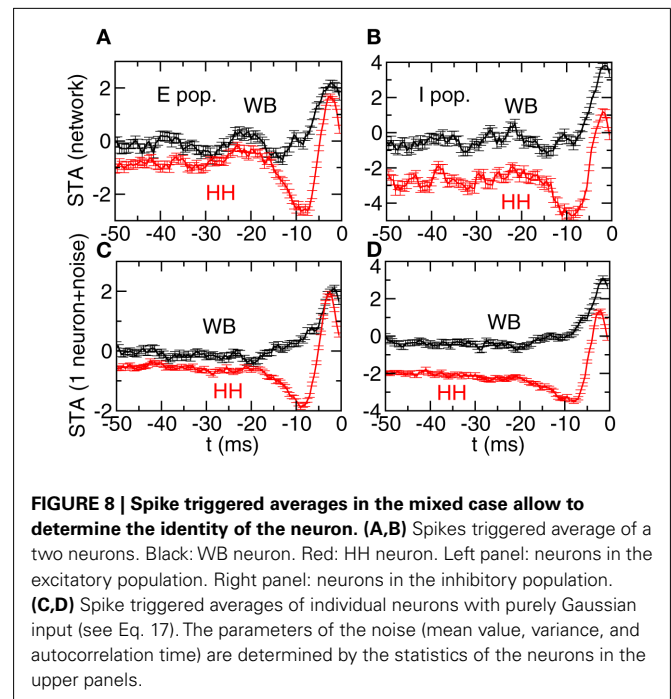 A
B
STA (network)
2
0
-2
E pop.
WB
HH
-50 -40 -30 -20 -10 0
4
2
0
-2
-4
I pop.
WB
HH
-50 -40 -30 -20 -10 0
C
D
STA (1 neuron+noise)
2
0
-2
WB
HH
-50 -40 -30 -20 -10 0
t (ms)
4
2
0
-2
-4
WB
HH
-50 -40 -30 -20 -10 0
t (ms)
FIGURE 8 | Spike triggered averages in the mixed case allow to
determine the identity of the neuron. (A,B) Spikes triggered average of a
two neurons. Black: WB neuron. Red: HH neuron. Left panel: neurons in the
excitatory population. Right panel: neurons in the inhibitory population.
(C,D) Spike triggered averages of individual neurons with purely Gaussian
input (see Eq. 17). The parameters of the noise (mean value, variance, and
autocorrelation time) are determined by the statistics of the neurons in the
upper panels.